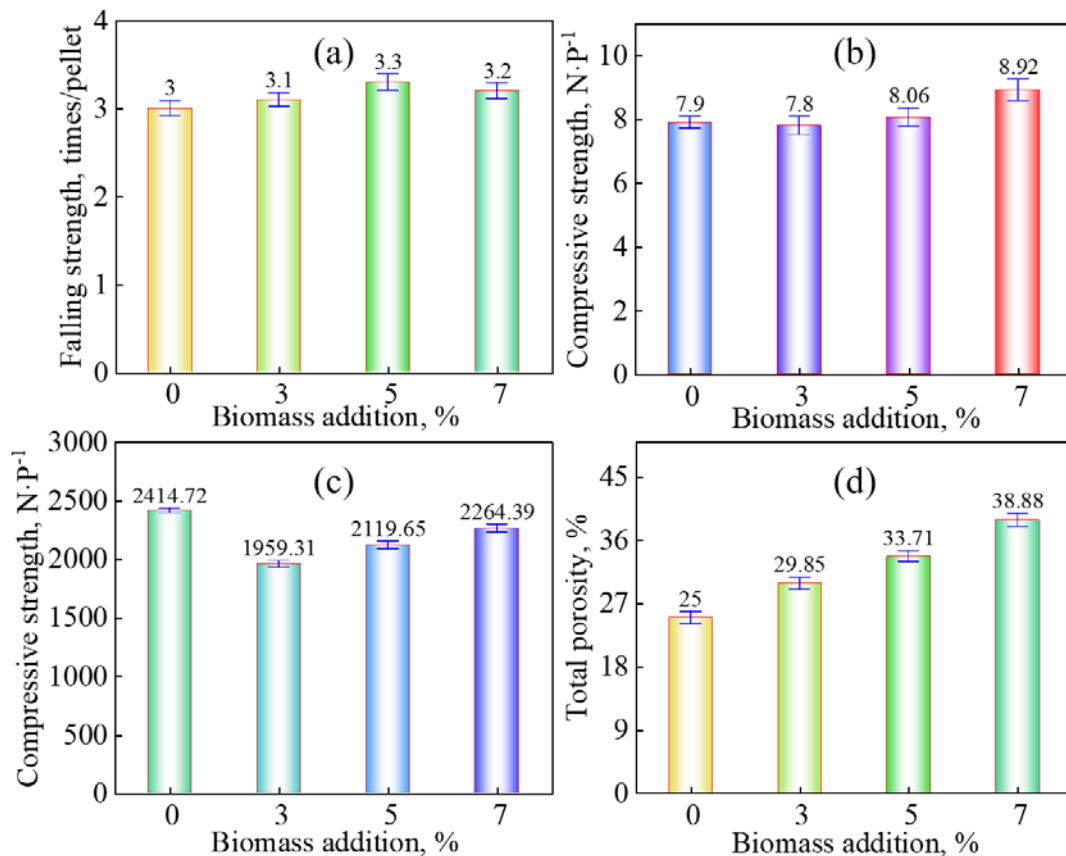 (a)
Falling strength, times/pellet
4
3
2
1
0
3
3.1
3.3
3.2
0 3 5 7
Biomass addition, %
(b)
Compressive strength, N·P⁻¹
10
8
6
4
2
0
7.9
7.8
8.06
8.92
0 3 5 7
Biomass addition, %
(c)
Compressive strength, N·P⁻¹
3000
2500
2000
1500
1000
500
0
2414.72
1959.31
2119.65
2264.39
0 3 5 7
Biomass addition, %
(d)
Total porosity, %
45
36
27
18
9
0
25
29.85
33.71
38.88
0 3 5 7
Biomass addition, %